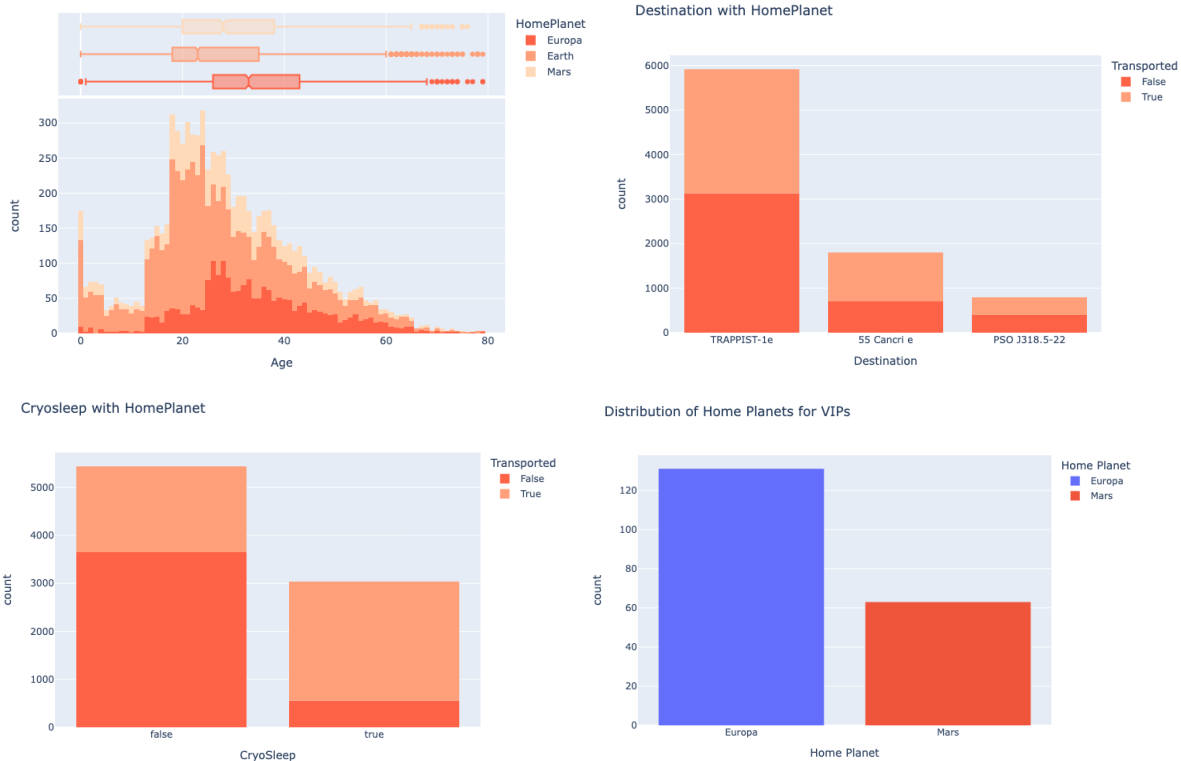 HomePlanet
Europa
Earth
Mars
count
300
250
200
150
100
50
0
0 20 40 60 80
Age
Destination with HomePlanet
Transported
False
True
count
6000
5000
4000
3000
2000
1000
0
TRAPPIST-1e 55 Cancri e PSO J318.5-22
Destination
Cryosleep with HomePlanet
Transported
False
True
count
5000
4000
3000
2000
1000
0
false true
CryoSleep
Distribution of Home Planets for VIPs
Home Planet
Europa
Mars
count
120
100
80
60
40
20
0
Europa Mars
Home Planet